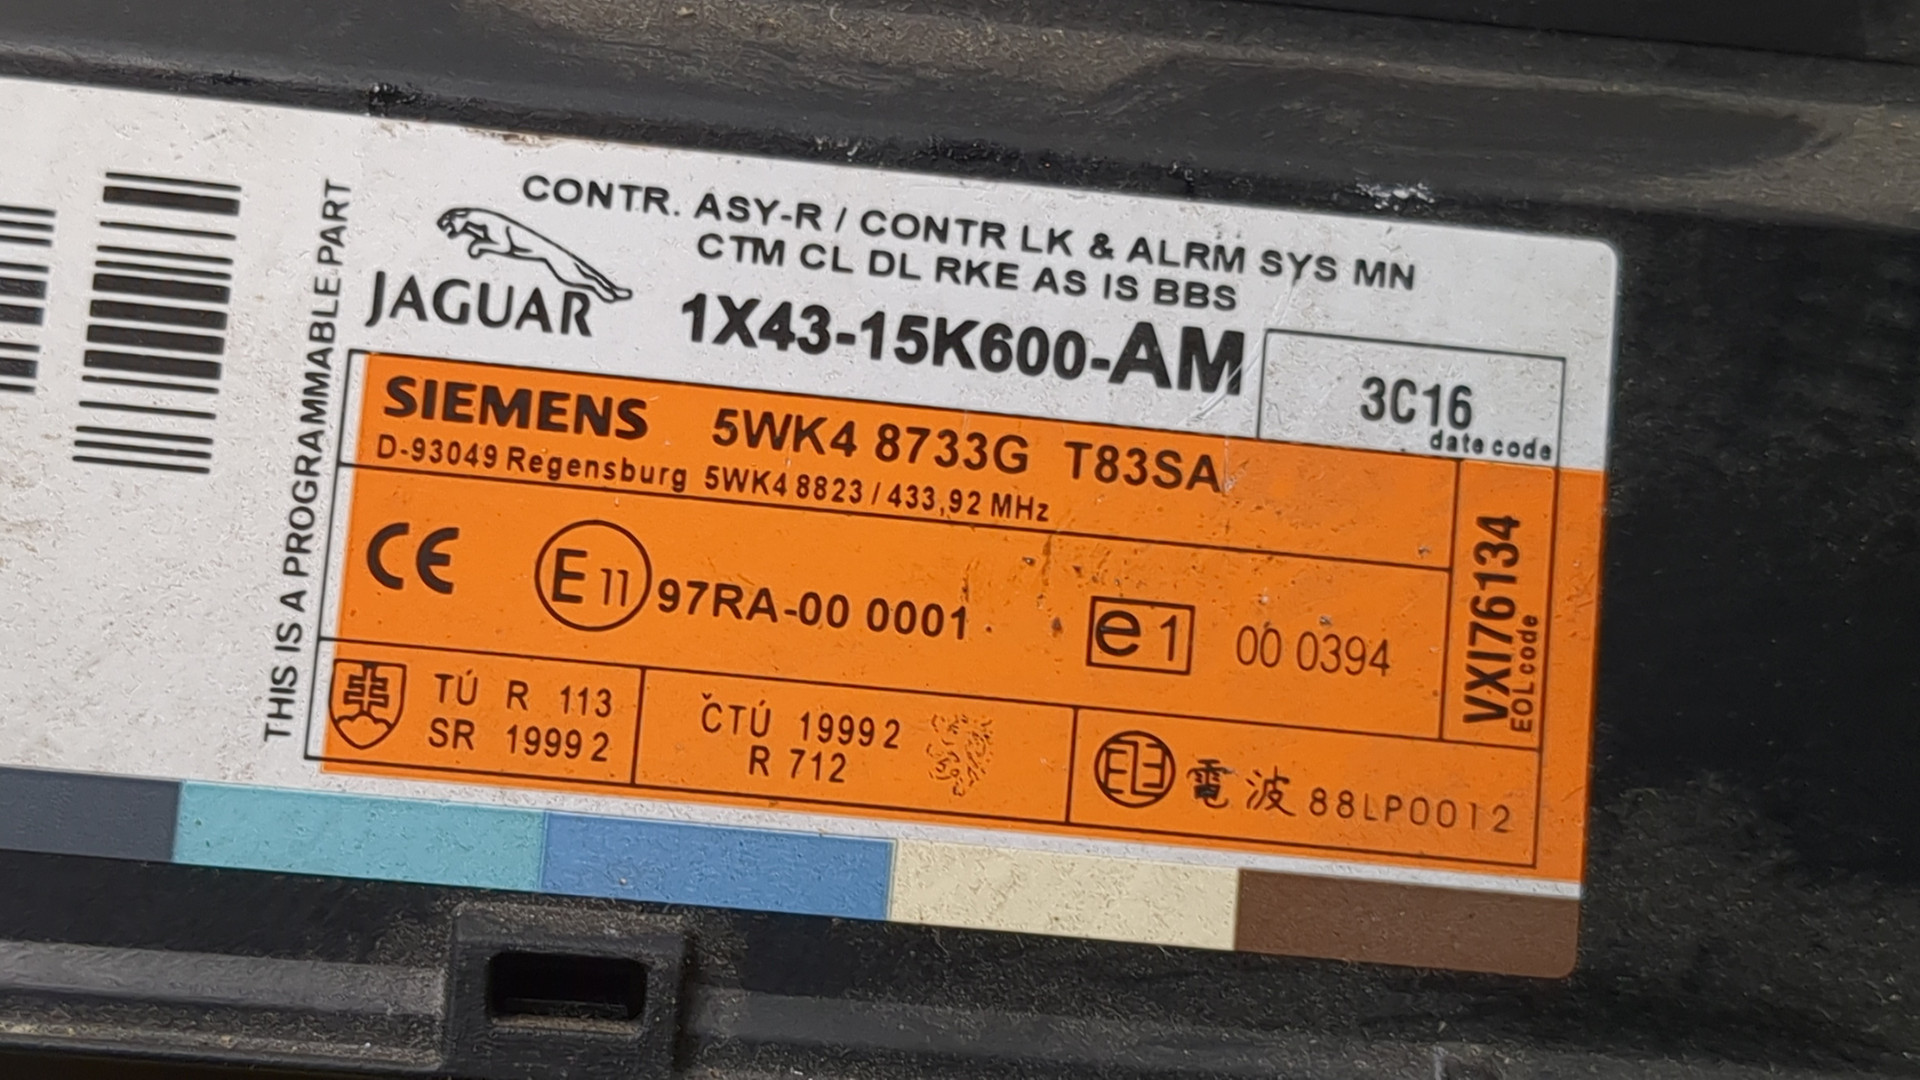 CONTR. ASY-R / CONTR LK & ALRM SYS MN
CTM CL DL RKE AS IS BBS
JAGUAR
1X43-15K600-AM
3C16
date code
THIS IS A PROGRAMMABLE PART
SIEMENS 5WK4 8733G T83SA
D-93049 Regensburg 5WK4 8823 / 433,92 MHz
CE E11 97RA-00 0001 e1 00 0394
VXI76134
EOL code
TÚ R 113
SR 1999 2
ČTÚ 1999 2
R 712
電波 88LP0012